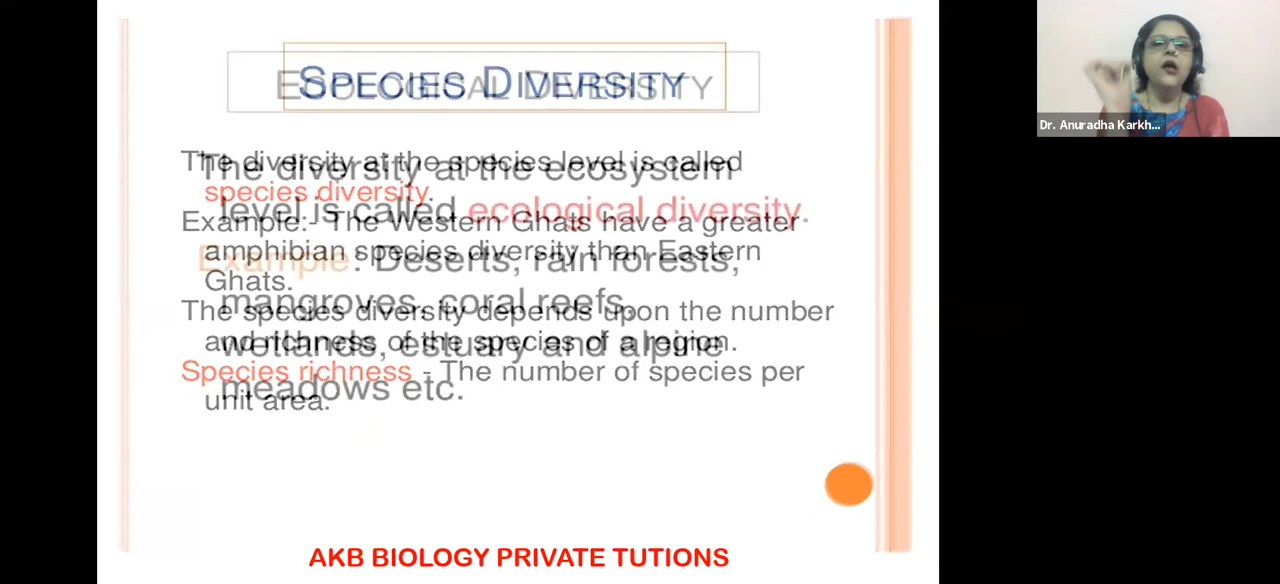 SPECIES DIVERSITY
The diversity at the species level is called
species diversity.
Example:- The Western Ghats have a greater
amphibian species diversity than Eastern
Ghats.
The species diversity depends upon the number
and richness of the species of a region.
Species richness - The number of species per
unit area.
ECOLOGICAL DIVERSITY
The diversity at the ecosystem
level is called ecological diversity.
Example: Deserts, rain forests,
mangroves, coral reefs,
wetlands, estuary and alpine
meadows etc.
AKB BIOLOGY PRIVATE TUTIONS
Dr. Anuradha Karkh...